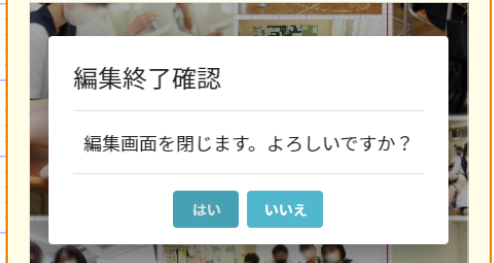 編集終了確認
編集画面を閉じます。よろしいですか？
はい
いいえ